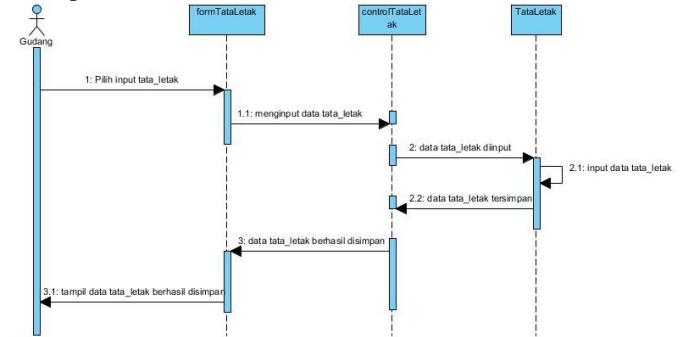 formTataLetak
controlTataLet
ak
TataLetak
Gudang
1: Pilih input tata_letak
1.1: menginput data tata_letak
2: data tata_letak diinput
2.1: input data tata_letak
2.2: data tata_letak tersimpan
3: data tata_letak berhasil disimpan
3.1: tampil data tata_letak berhasil disimpan